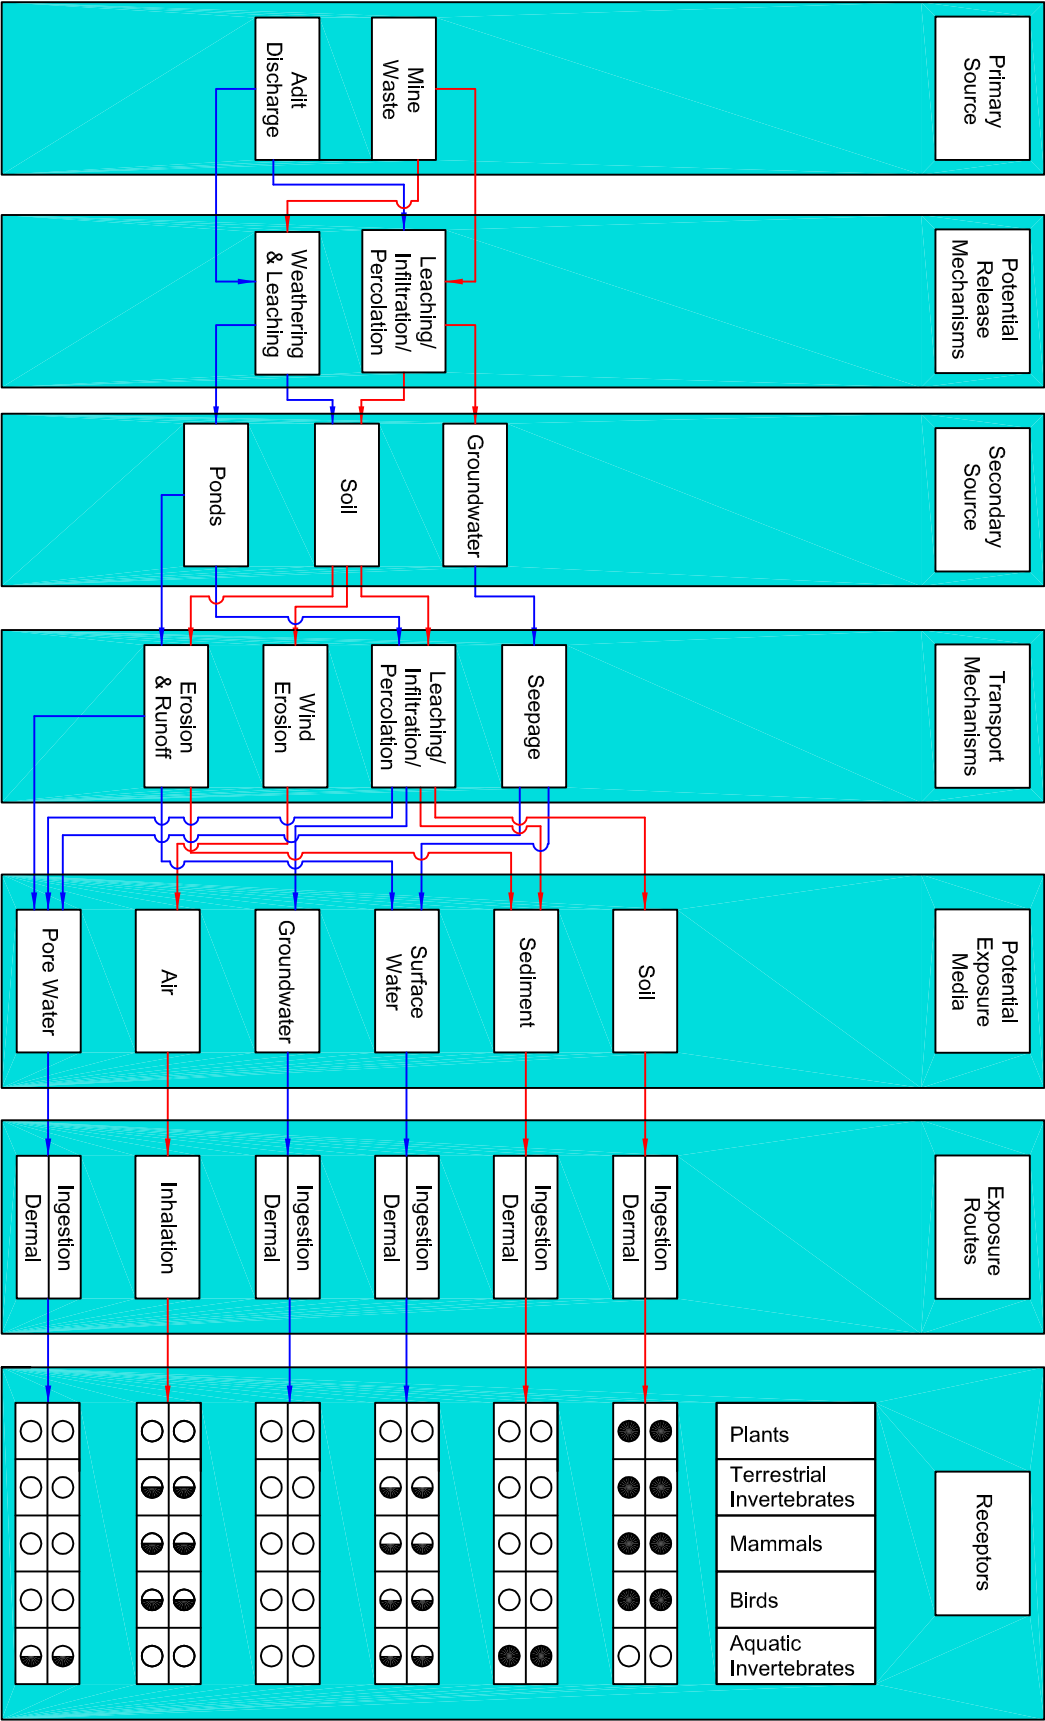 Primary
Source
Potential
Release
Mechanisms
Secondary
Source
Transport
Mechanisms
Potential
Exposure
Media
Exposure
Routes
Receptors
Mine
Waste
Adit
Discharge
Leaching/
Infiltration/
Percolation
Weathering
& Leaching
Groundwater
Soil
Ponds
Seepage
Leaching/
Infiltration/
Percolation
Wind
Erosion
Erosion
& Runoff
Soil
Sediment
Surface
Water
Groundwater
Air
Pore Water
Ingestion
Dermal
Ingestion
Dermal
Ingestion
Dermal
Ingestion
Dermal
Inhalation
Ingestion
Dermal
Plants
Terrestrial
Invertebrates
Mammals
Birds
Aquatic
Invertebrates